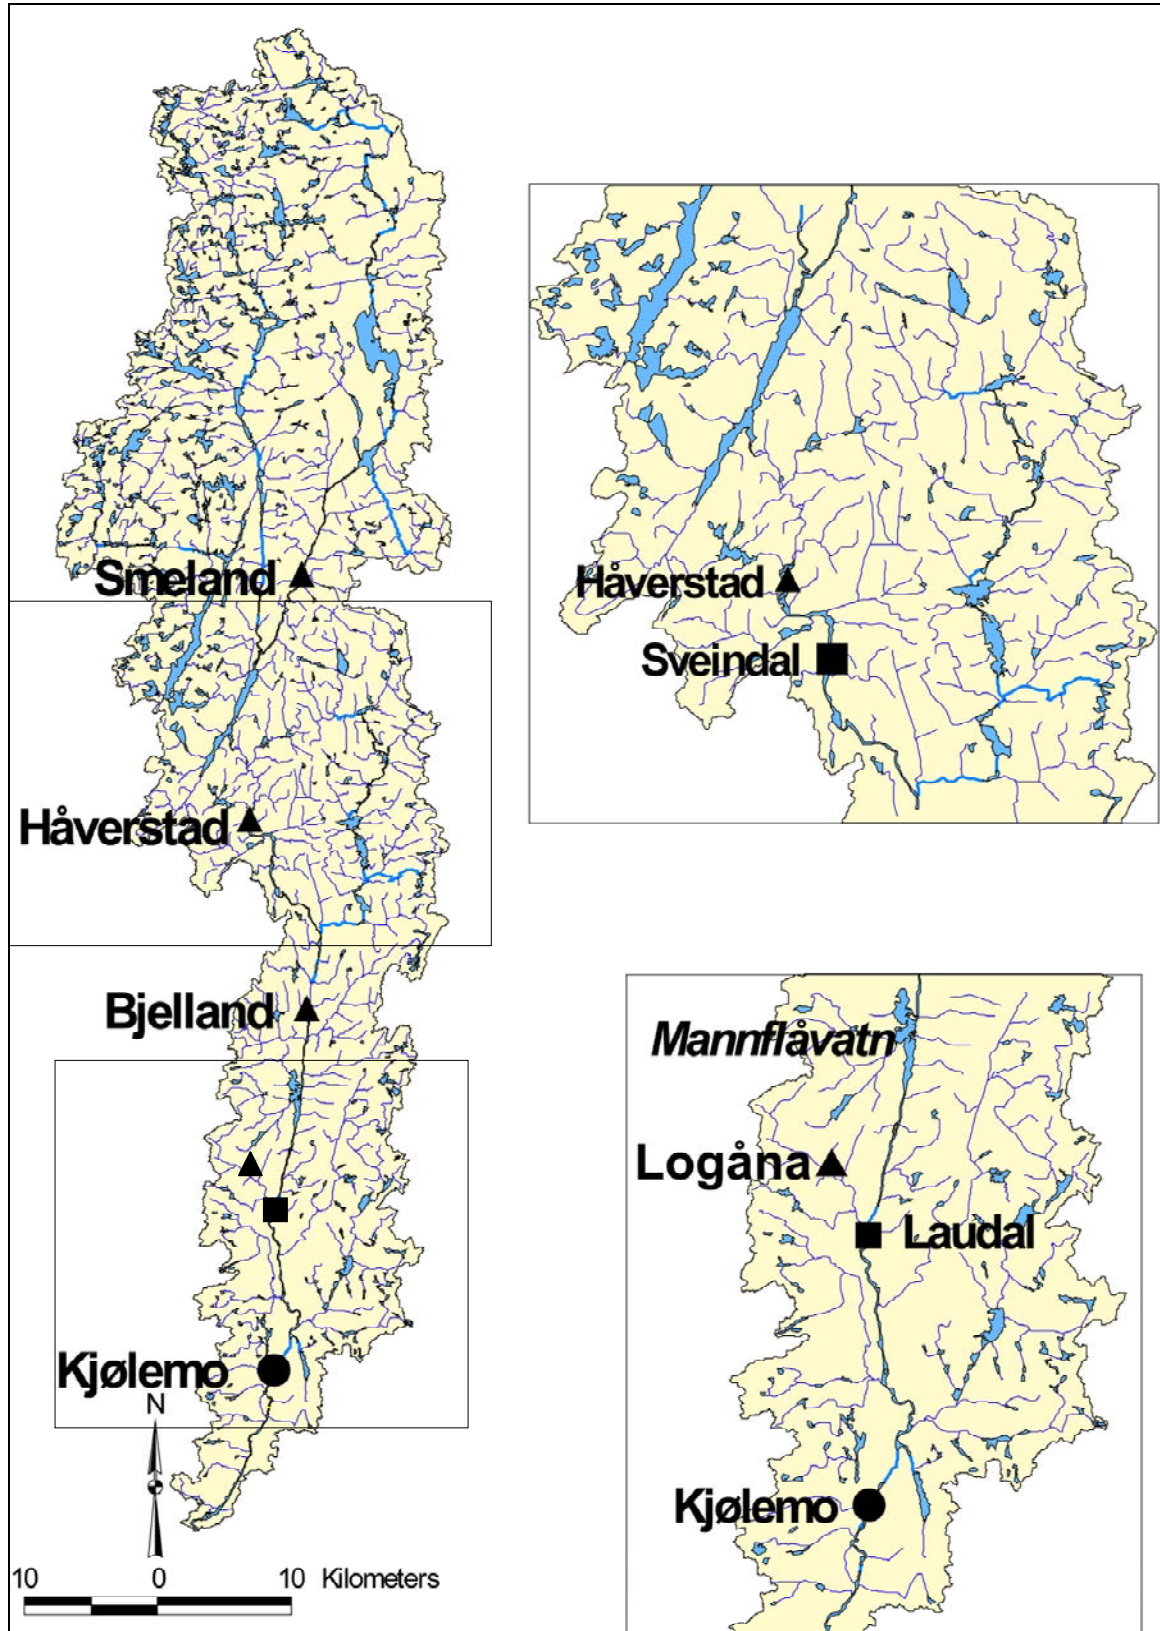 Smeland
Håverstad
Bjelland
Kjølemo
N
10 0 10 Kilometers
Håverstad
Sveindal
Mannflåvatn
Logåna
Laudal
Kjølemo